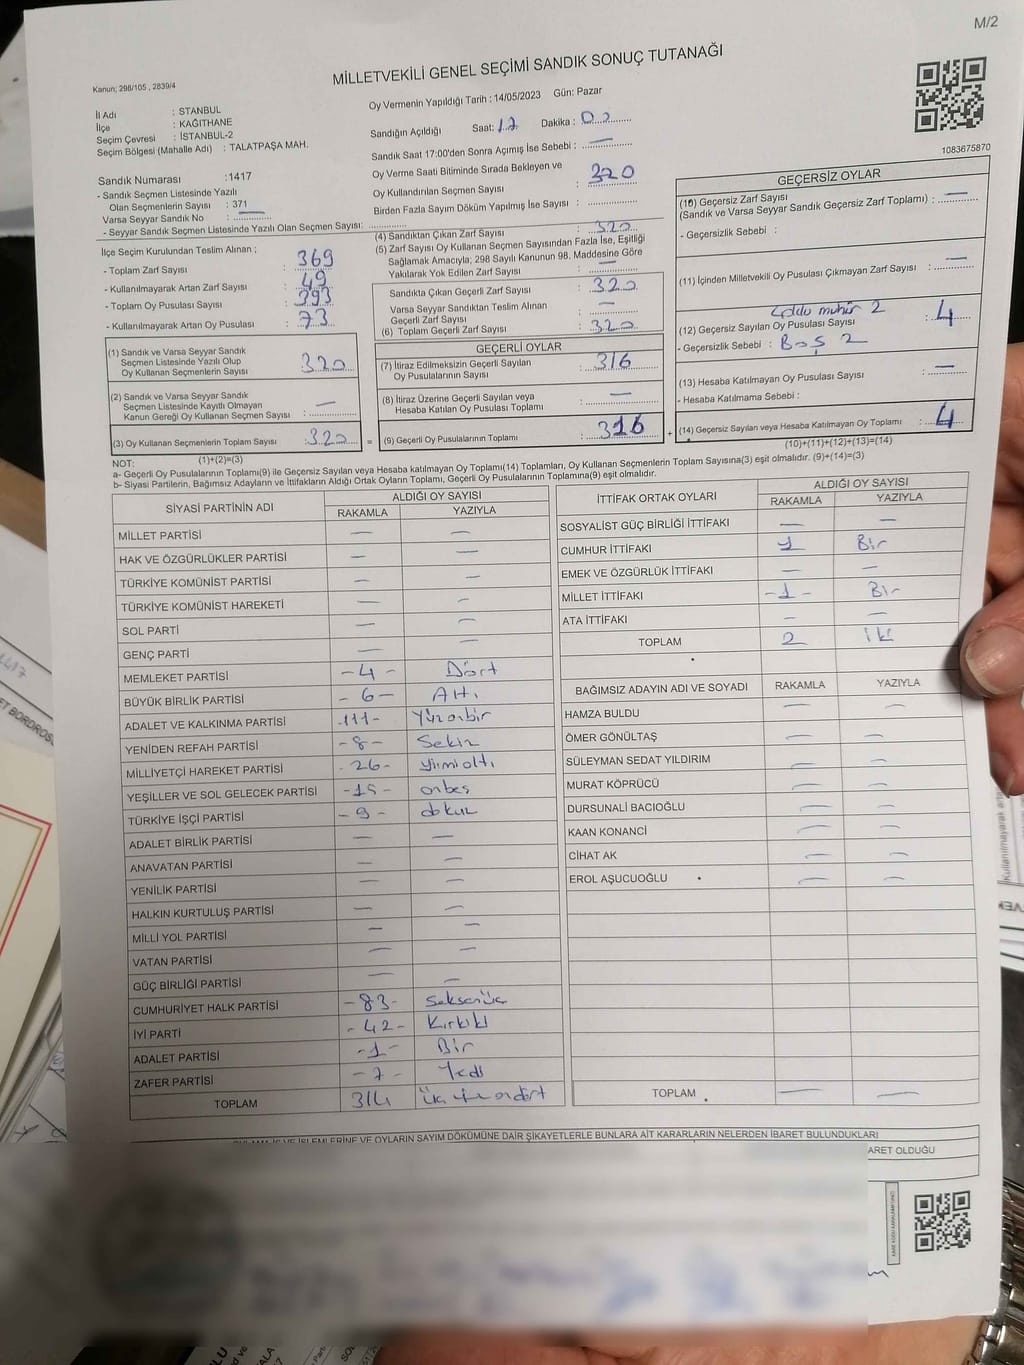 M/2
MİLLETVEKİLİ GENEL SEÇİMİ SANDIK SONUÇ TUTANAĞI
Kanun; 298/105 , 2839/4
İl Adı : STANBUL
İlçe : KAĞITHANE
Seçim Çevresi : İSTANBUL-2
Seçim Bölgesi (Mahalle Adı) : TALATPAŞA MAH.
Oy Vermenin Yapıldığı Tarih : 14/05/2023 Gün: Pazar
Sandığın Açıldığı Saat: 17 Dakika : 00
Sandık Saat 17:00'den Sonra Açımış İse Sebebi : —
Oy Verme Saati Bitiminde Sırada Bekleyen ve
Oy Kullandırılan Seçmen Sayısı : 320
Birden Fazla Sayım Döküm Yapılmış İse Sayısı :
1083675870
Sandık Numarası :1417
- Sandık Seçmen Listesinde Yazılı
Olan Seçmenlerin Sayısı : 371
Varsa Seyyar Sandık No : —
- Seyyar Sandık Seçmen Listesinde Yazılı Olan Seçmen Sayısı:
İlçe Seçim Kurulundan Teslim Alınan ;
- Toplam Zarf Sayısı : 369
- Kullanılmayarak Artan Zarf Sayısı : 49
- Toplam Oy Pusulası Sayısı : 393
- Kullanılmayarak Artan Oy Pusulası : 73
(1) Sandık ve Varsa Seyyar Sandık
Seçmen Listesinde Yazılı Olup
Oy Kullanan Seçmenlerin Sayısı : 320
(2) Sandık ve Varsa Seyyar Sandık
Seçmen Listesinde Kayıtlı Olmayan
Kanun Gereği Oy Kullanan Seçmen Sayısı : —
(3) Oy Kullanan Seçmenlerin Toplam Sayısı :320
(1)+(2)=(3)
(4) Sandıktan Çıkan Zarf Sayısı : 320
(5) Zarf Sayısı Oy Kullanan Seçmen Sayısından Fazla İse, Eşitliği
Sağlamak Amacıyla; 298 Sayılı Kanunun 98. Maddesine Göre
Yakılarak Yok Edilen Zarf Sayısı : —
Sandıkta Çıkan Geçerli Zarf Sayısı : 320
Varsa Seyyar Sandıktan Teslim Alınan
Geçerli Zarf Sayısı : —
(6) Toplam Geçerli Zarf Sayısı : 320
GEÇERLİ OYLAR
(7) İtiraz Edilmeksizin Geçerli Sayılan
Oy Pusulalarının Sayısı : 316
(8) İtiraz Üzerine Geçerli Sayılan veya
Hesaba Katılan Oy Pusulası Toplamı : —
= (9) Geçerli Oy Pusulalarının Toplamı : 316 +
GEÇERSİZ OYLAR
(10) Geçersiz Zarf Sayısı
(Sandık ve Varsa Seyyar Sandık Geçersiz Zarf Toplamı) : —
- Geçersizlik Sebebi :
(11) İçinden Milletvekili Oy Pusulası Çıkmayan Zarf Sayısı : —
mühür 2
(12) Geçersiz Sayılan Oy Pusulası Sayısı : 4
- Geçersizlik Sebebi : Boş 2
(13) Hesaba Katılmayan Oy Pusulası Sayısı : —
- Hesaba Katılmama Sebebi :
(14) Geçersiz Sayılan veya Hesaba Katılmayan Oy Toplamı : 4
(10)+(11)+(12)+(13)=(14)
NOT:
a- Geçerli Oy Pusulalarının Toplamı(9) ile Geçersiz Sayılan veya Hesaba katılmayan Oy Toplamı(14) Toplamları, Oy Kullanan Seçmenlerin Toplam Sayısına(3) eşit olmalıdır. (9)+(14)=(3)
b- Siyasi Partilerin, Bağımsız Adayların ve İttifakların Aldığı Ortak Oyların Toplamı, Geçerli Oy Pusulalarının Toplamına(9) eşit olmalıdır.
SİYASİ PARTİNİN ADI ALDIĞI OY SAYISI
RAKAMLA YAZIYLA
MİLLET PARTİSİ — —
HAK VE ÖZGÜRLÜKLER PARTİSİ — —
TÜRKİYE KOMÜNİST PARTİSİ — —
TÜRKİYE KOMÜNİST HAREKETİ — —
SOL PARTİ — —
GENÇ PARTİ — —
MEMLEKET PARTİSİ -4- Dört
BÜYÜK BİRLİK PARTİSİ -6- Altı
ADALET VE KALKINMA PARTİSİ -111- Yüzonbir
YENİDEN REFAH PARTİSİ -8- Sekiz
MİLLİYETÇİ HAREKET PARTİSİ -26- yirmialtı
YEŞİLLER VE SOL GELECEK PARTİSİ -15- onbeş
TÜRKİYE İŞÇİ PARTİSİ -9- dokuz
ADALET BİRLİK PARTİSİ — —
ANAVATAN PARTİSİ — —
YENİLİK PARTİSİ — —
HALKIN KURTULUŞ PARTİSİ — —
MİLLİ YOL PARTİSİ — —
VATAN PARTİSİ — —
GÜÇ BİRLİĞİ PARTİSİ — —
CUMHURİYET HALK PARTİSİ -83- Seksenüç
İYİ PARTİ -42- Kırkiki
ADALET PARTİSİ -1- Bir
ZAFER PARTİSİ -7- Yedi
TOPLAM 314 Üçyüzondört
İTTİFAK ORTAK OYLARI ALDIĞI OY SAYISI
RAKAMLA YAZIYLA
SOSYALİST GÜÇ BİRLİĞİ İTTİFAKI — —
CUMHUR İTTİFAKI 1 Bir
EMEK VE ÖZGÜRLÜK İTTİFAKI — —
MİLLET İTTİFAKI -1- Bir
ATA İTTİFAKI — —
TOPLAM 2 İki
BAĞIMSIZ ADAYIN ADI VE SOYADI RAKAMLA YAZIYLA
HAMZA BULDU — —
ÖMER GÖNÜLTAŞ — —
SÜLEYMAN SEDAT YILDIRIM — —
MURAT KÖPRÜCÜ — —
DURSUNALİ BACIOĞLU — —
KAAN KONANCİ — —
CİHAT AK — —
EROL AŞUCUOĞLU — —
TOPLAM — —
İŞLEMLERİNE VE OYLARIN SAYIM DÖKÜMÜNE DAİR ŞİKAYETLERLE BUNLARA AİT KARARLARIN NELERDEN İBARET BULUNDUKLARI
ARET OLDUĞU